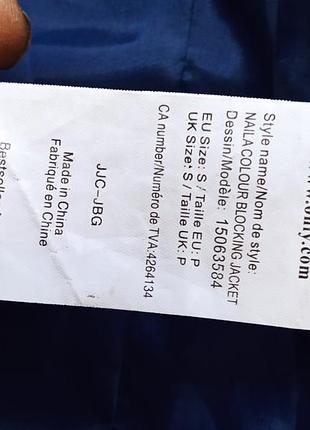 Style name/Nom de style:
NAILA COLOUR BLOCKING JACKET
Dessin/Modèle: 15063584
EU Size: S / Taille EU: P
UK Size: S / Taille UK: P
CA number/Numéro de TVA:4264134
JJC-JBG
Made in China
Fabriqué en Chine